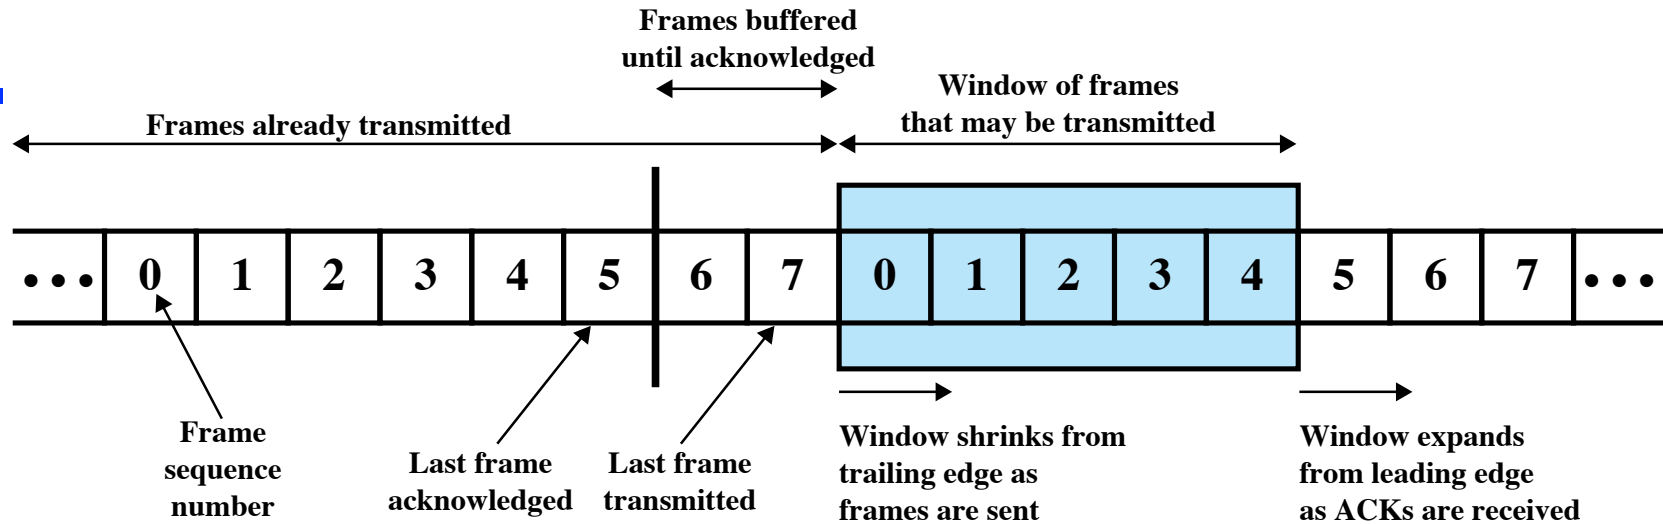 Frames buffered
until acknowledged
Window of frames
that may be transmitted
Frames already transmitted
••• 0 1 2 3 4 5 6 7 0 1 2 3 4 5 6 7 •••
Frame
sequence
number
Last frame
acknowledged
Last frame
transmitted
Window shrinks from
trailing edge as
frames are sent
Window expands
from leading edge
as ACKs are received